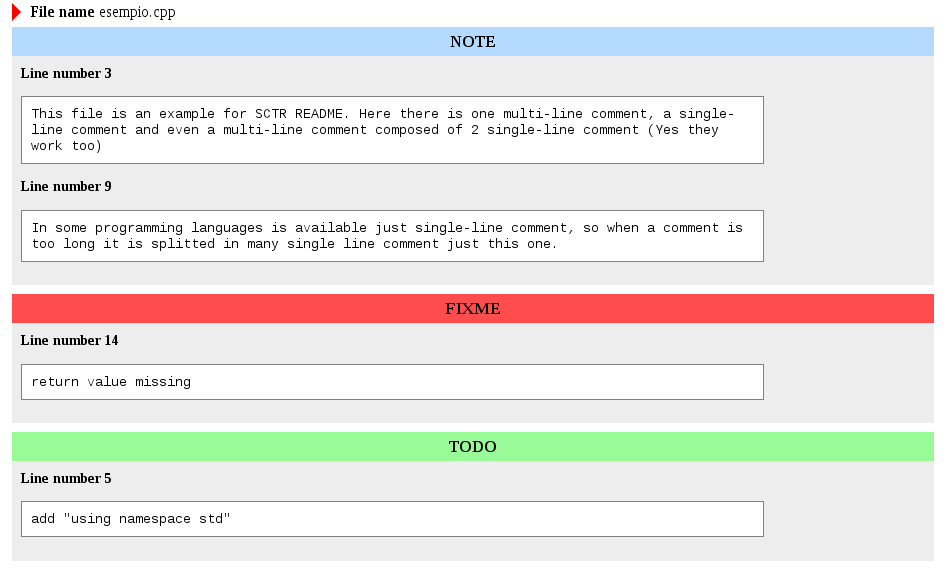 File name esempio.cpp
NOTE
Line number 3
This file is an example for SCTR README. Here there is one multi-line comment, a single-
line comment and even a multi-line comment composed of 2 single-line comment (Yes they
work too)
Line number 9
In some programming languages is available just single-line comment, so when a comment is
too long it is splitted in many single line comment just this one.
FIXME
Line number 14
return value missing
TODO
Line number 5
add "using namespace std"